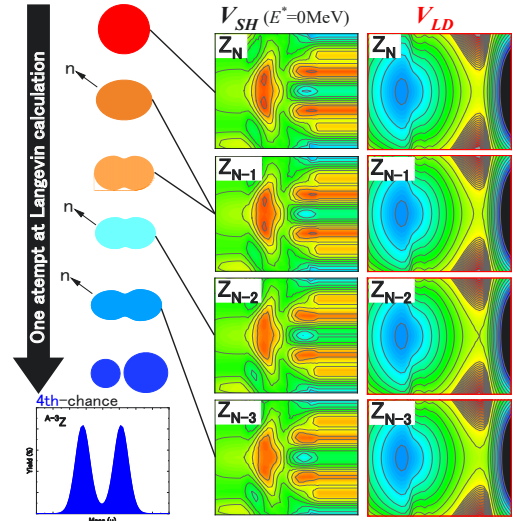 One atempt at Langevin calculation
n
n
n
4th-chance
A-3Z
Yield (%)
Mass (u)
V_SH (E*=0MeV)
V_LD
Z_N
Z_N
Z_N-1
Z_N-1
Z_N-2
Z_N-2
Z_N-3
Z_N-3